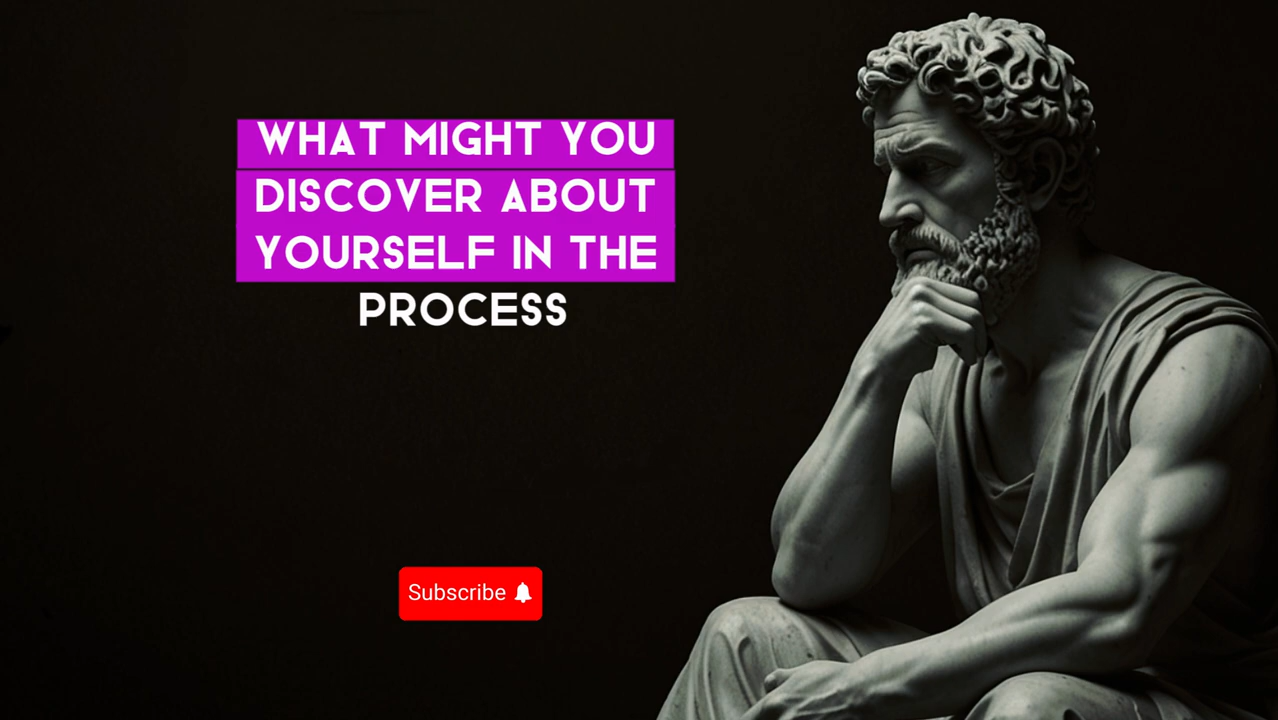 WHAT MIGHT YOU
DISCOVER ABOUT
YOURSELF IN THE
PROCESS
Subscribe